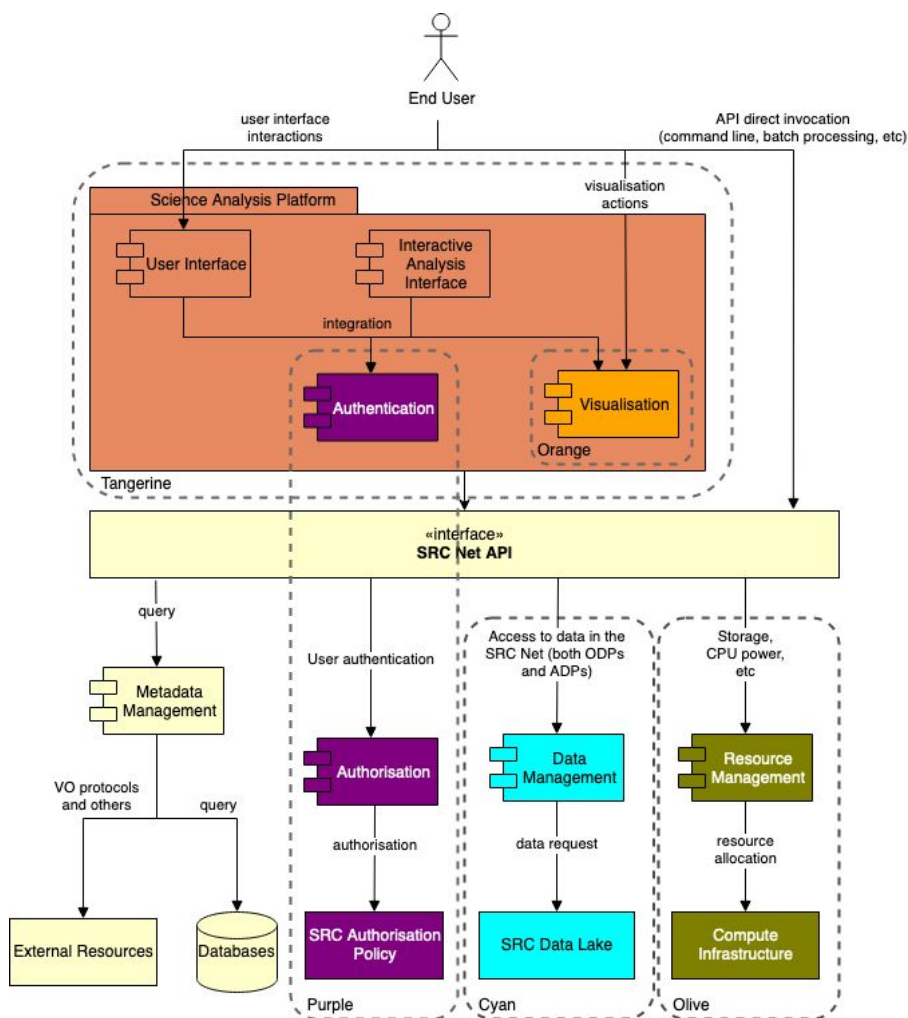 End User
user interface
interactions
API direct invocation
(command line, batch processing, etc)
visualisation
actions
Science Analysis Platform
User Interface
Interactive
Analysis
Interface
integration
Authentication
Visualisation
Orange
Tangerine
«interface»
SRC Net API
query
User authentication
Access to data in the
SRC Net (both ODPs
and ADPs)
Storage,
CPU power,
etc
Metadata
Management
Authorisation
Data
Management
Resource
Management
VO protocols
and others
query
authorisation
data request
resource
allocation
External Resources
Databases
SRC Authorisation
Policy
SRC Data Lake
Compute
Infrastructure
Purple
Cyan
Olive